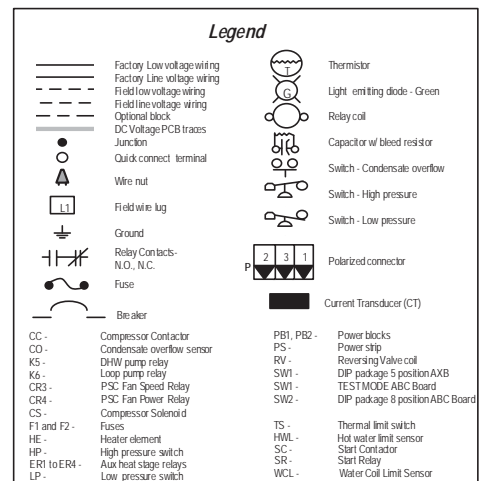 Legend
Factory Low voltage wiring
Factory Line voltage wiring
Field low voltage wiring
Field line voltage wiring
Optional block
DC Voltage PCB traces
Junction
Quick connect terminal
Wire nut
L1 Field wire lug
Ground
Relay Contacts-
N.O., N.C.
Fuse
Breaker
T Thermistor
G Light emitting diode - Green
Relay coil
Capacitor w/ bleed resistor
Switch - Condensate overflow
Switch - High pressure
Switch - Low pressure
P 2 3 1 Polarized connector
Current Transducer (CT)
CC - Compressor Contactor
CO - Condensate overflow sensor
K5 - DHW pump relay
K6 - Loop pump relay
CR3 - PSC Fan Speed Relay
CR4 - PSC Fan Power Relay
CS - Compressor Solenoid
F1 and F2 - Fuses
HE - Heater element
HP - High pressure switch
ER1 to ER4 - Aux heat stage relays
LP - Low pressure switch
PB1, PB2 - Power blocks
PS - Power strip
RV - Reversing Valve coil
SW1 - DIP package 5 position AXB
SW1 - TEST MODE ABC Board
SW2 - DIP package 8 position ABC Board
TS - Thermal limit switch
HWL - Hot water limit sensor
SC - Start Contactor
SR - Start Relay
WCL - Water Coil Limit Sensor